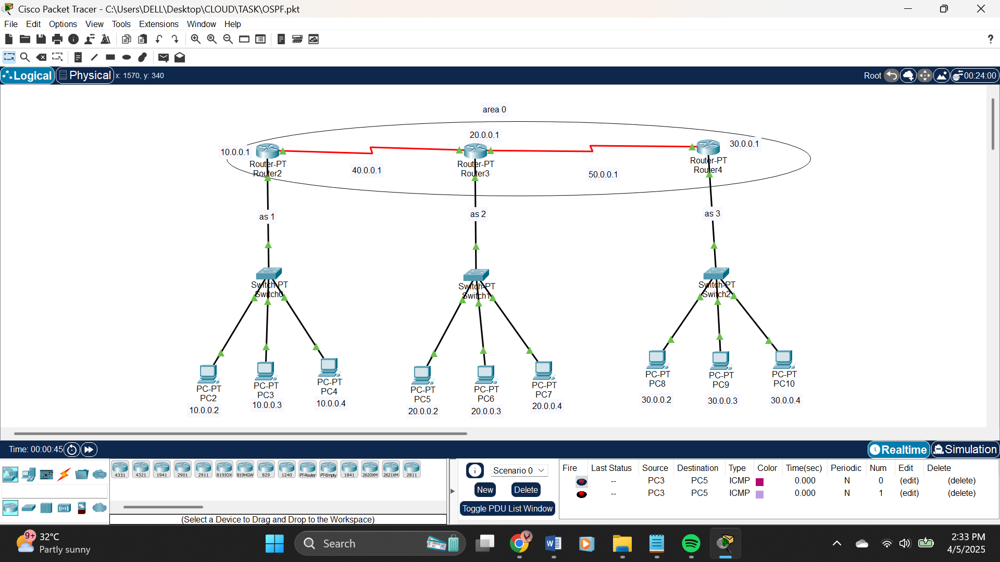 Cisco Packet Tracer - C:\Users\DELL\Desktop\CLOUD\TASK\OSPF.pkt
File Edit Options View Tools Extensions Window Help
?
Logical Physical x: 1570, y: 340 Root 00:24:00
area 0
20.0.0.1
10.0.0.1
30.0.0.1
Router-PT
Router2
40.0.0.1
Router-PT
Router3
50.0.0.1
Router-PT
Router4
as 1
as 2
as 3
Switch-PT
Switch0
Switch-PT
Switch1
Switch-PT
Switch2
PC-PT
PC2
10.0.0.2
PC-PT
PC3
10.0.0.3
PC-PT
PC4
10.0.0.4
PC-PT
PC5
20.0.0.2
PC-PT
PC6
20.0.0.3
PC-PT
PC7
20.0.0.4
PC-PT
PC8
30.0.0.2
PC-PT
PC9
30.0.0.3
PC-PT
PC10
30.0.0.4
Time: 00:00:45 Realtime Simulation
4331 4321 1941 2901 2911 819IOX 819HGW 829 1240 PT-Router PT-Empty 1841 2620XM 2621XM 2811
(Select a Device to Drag and Drop to the Workspace)
Scenario 0
New Delete
Toggle PDU List Window
Fire Last Status Source Destination Type Color Time(sec) Periodic Num Edit Delete
-- PC3 PC5 ICMP 0.000 N 0 (edit) (delete)
-- PC3 PC5 ICMP 0.000 N 1 (edit) (delete)
9+ 32°C
Partly sunny
Search
2:33 PM
4/5/2025